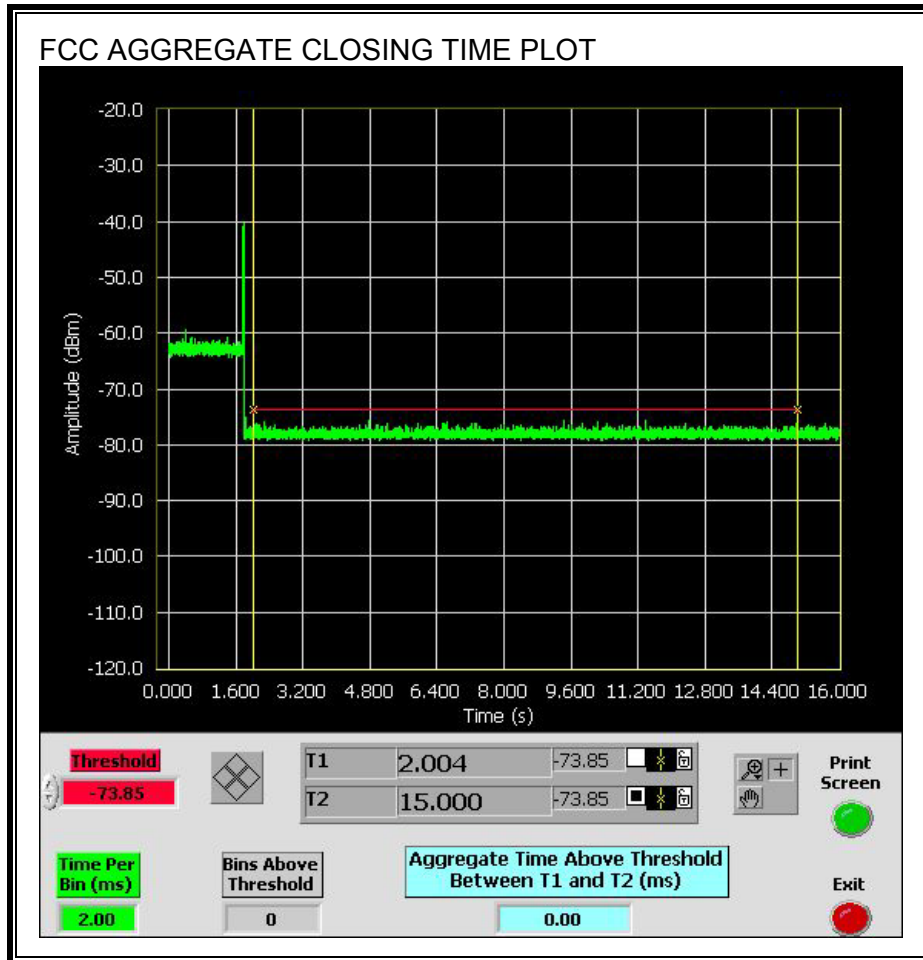 FCC AGGREGATE CLOSING TIME PLOT
-20.0
-30.0
-40.0
-50.0
-60.0
-70.0
-80.0
-90.0
-100.0
-110.0
-120.0
Amplitude (dBm)
0.000 1.600 3.200 4.800 6.400 8.000 9.600 11.200 12.800 14.400 16.000
Time (s)
Threshold
-73.85
T1 2.004 -73.85
T2 15.000 -73.85
Print
Screen
Time Per
Bin (ms)
2.00
Bins Above
Threshold
0
Aggregate Time Above Threshold
Between T1 and T2 (ms)
0.00
Exit